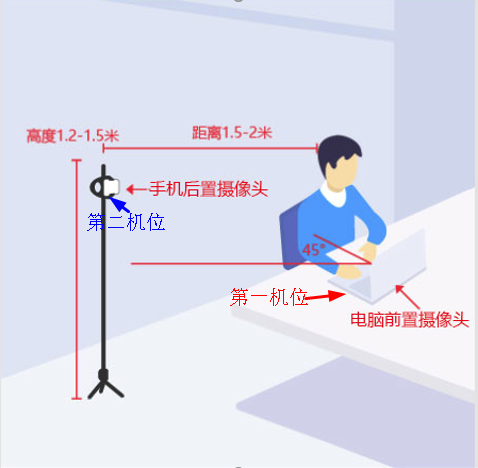 高度1.2-1.5米
距离1.5-2米
手机后置摄像头
第二机位
45°
第一机位
电脑前置摄像头